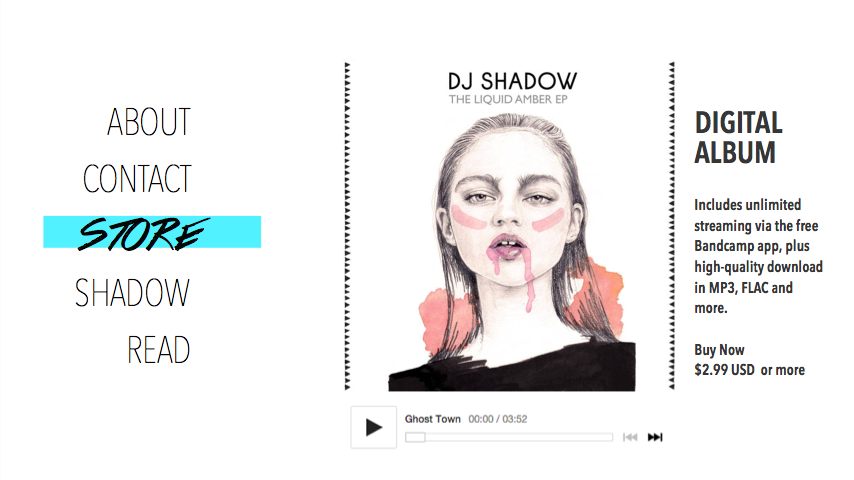 ABOUT
CONTACT
STORE
SHADOW
READ
DJ SHADOW
THE LIQUID AMBER EP
Ghost Town 00:00 / 03:52
DIGITAL
ALBUM
Includes unlimited
streaming via the free
Bandcamp app, plus
high-quality download
in MP3, FLAC and
more.
Buy Now
$2.99 USD or more